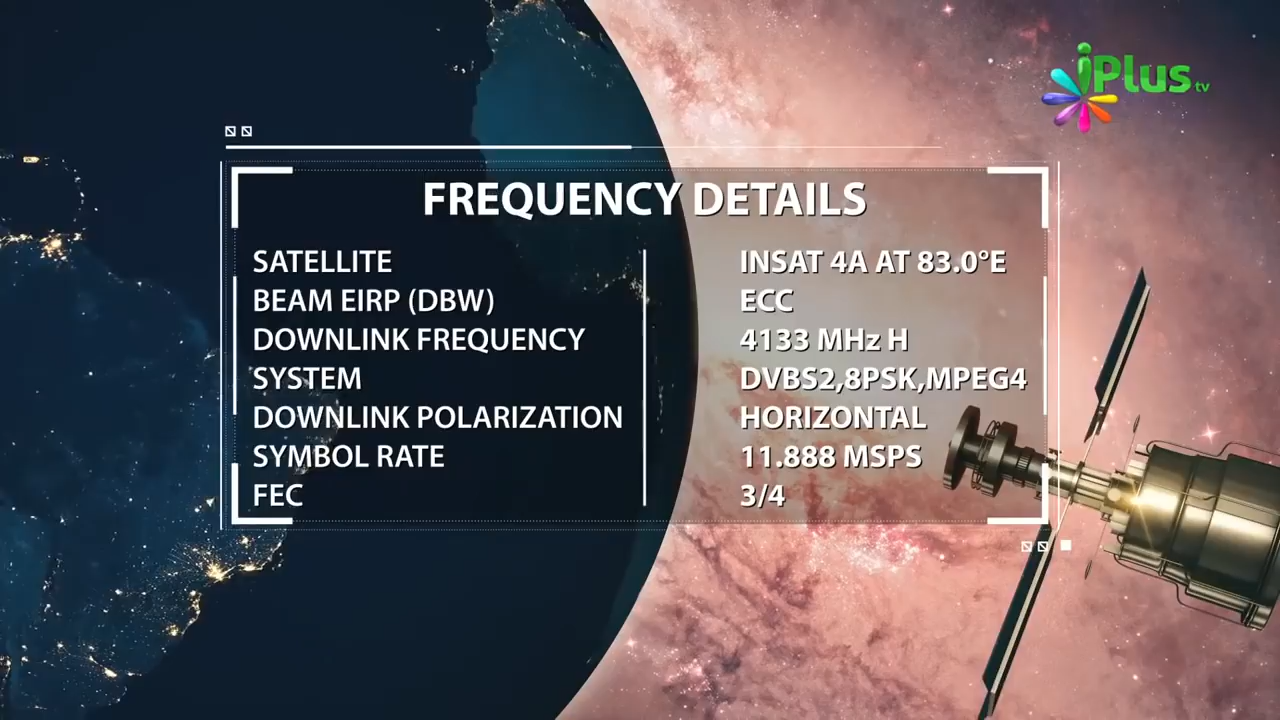 iPlus tv
FREQUENCY DETAILS
SATELLITE INSAT 4A AT 83.0°E
BEAM EIRP (DBW) ECC
DOWNLINK FREQUENCY 4133 MHz H
SYSTEM DVBS2,8PSK,MPEG4
DOWNLINK POLARIZATION HORIZONTAL
SYMBOL RATE 11.888 MSPS
FEC 3/4